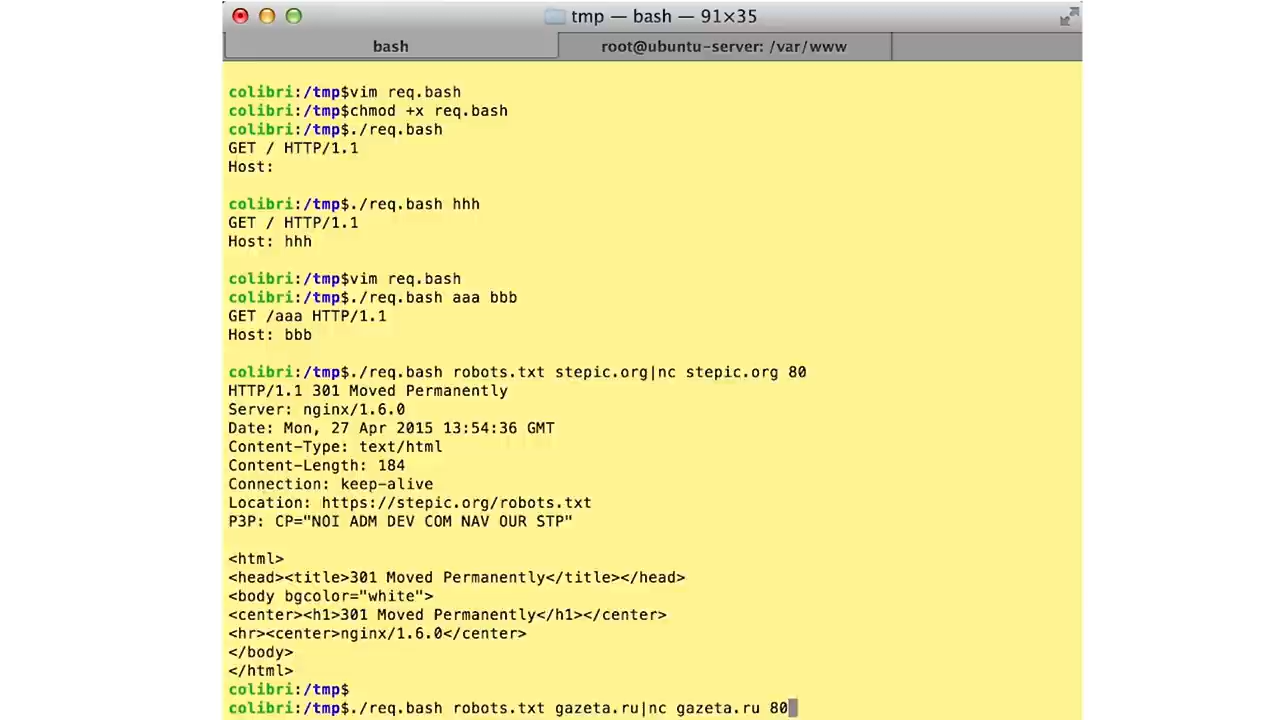 tmp — bash — 91×35
bash
root@ubuntu-server: /var/www
colibri:/tmp$vim req.bash
colibri:/tmp$chmod +x req.bash
colibri:/tmp$./req.bash
GET / HTTP/1.1
Host:
colibri:/tmp$./req.bash hhh
GET / HTTP/1.1
Host: hhh
colibri:/tmp$vim req.bash
colibri:/tmp$./req.bash aaa bbb
GET /aaa HTTP/1.1
Host: bbb
colibri:/tmp$./req.bash robots.txt stepic.org|nc stepic.org 80
HTTP/1.1 301 Moved Permanently
Server: nginx/1.6.0
Date: Mon, 27 Apr 2015 13:54:36 GMT
Content-Type: text/html
Content-Length: 184
Connection: keep-alive
Location: https://stepic.org/robots.txt
P3P: CP="NOI ADM DEV COM NAV OUR STP"
<html>
<head><title>301 Moved Permanently</title></head>
<body bgcolor="white">
<center><h1>301 Moved Permanently</h1></center>
<hr><center>nginx/1.6.0</center>
</body>
</html>
colibri:/tmp$
colibri:/tmp$./req.bash robots.txt gazeta.ru|nc gazeta.ru 80